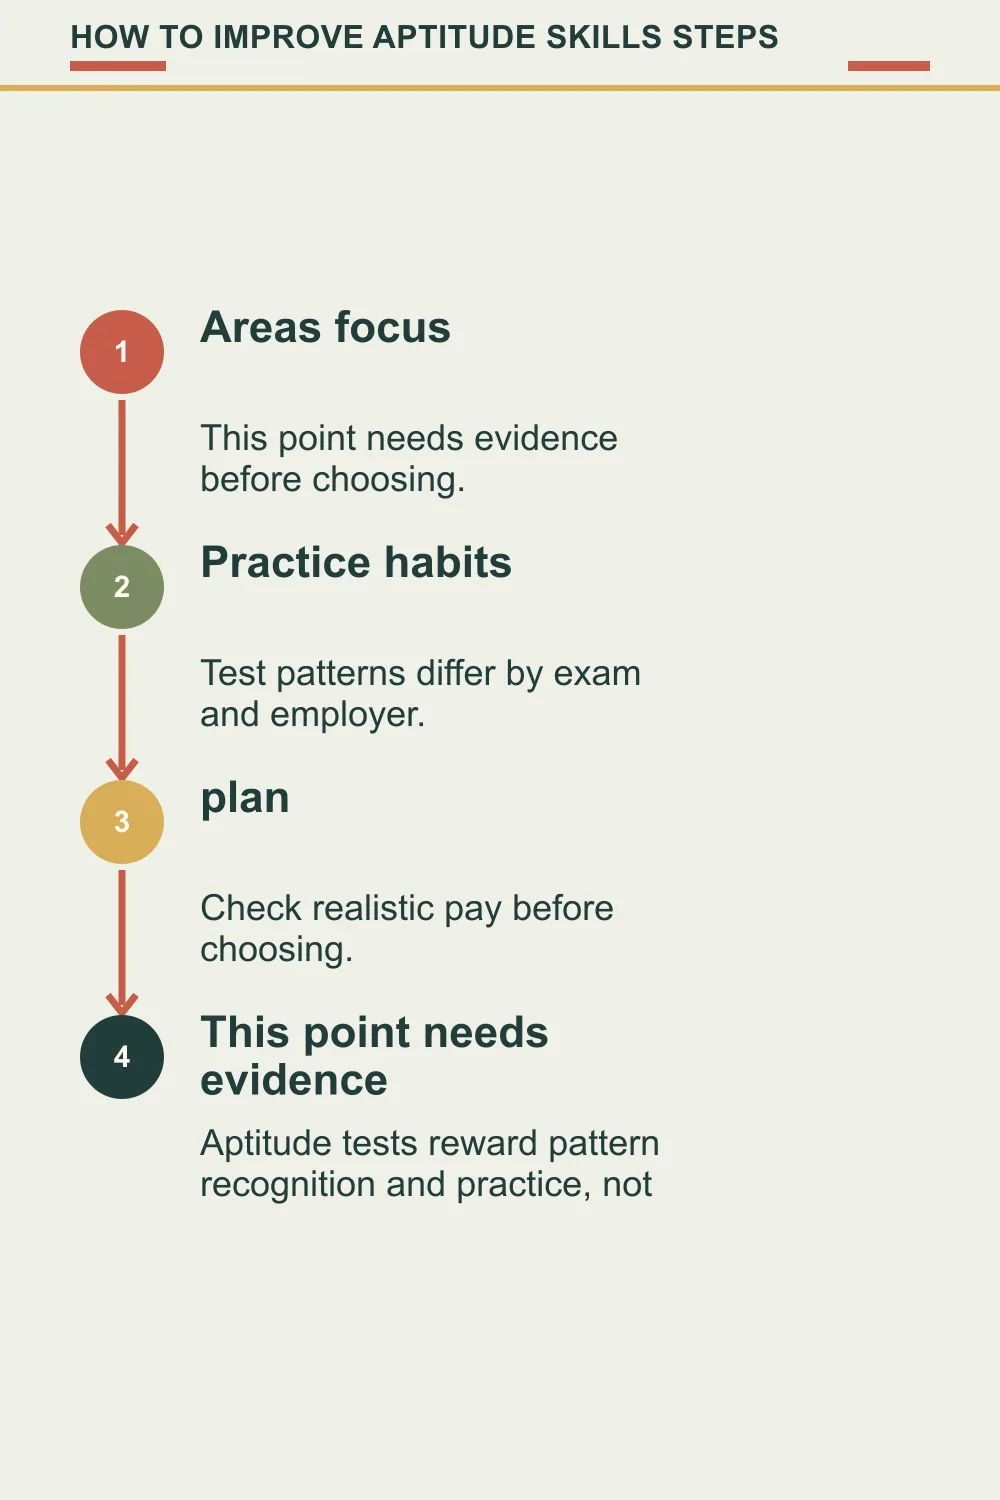 HOW TO IMPROVE APTITUDE SKILLS STEPS
1
Areas focus
This point needs evidence
before choosing.
2
Practice habits
Test patterns differ by exam
and employer.
3
plan
Check realistic pay before
choosing.
4
This point needs
evidence
Aptitude tests reward pattern
recognition and practice, not